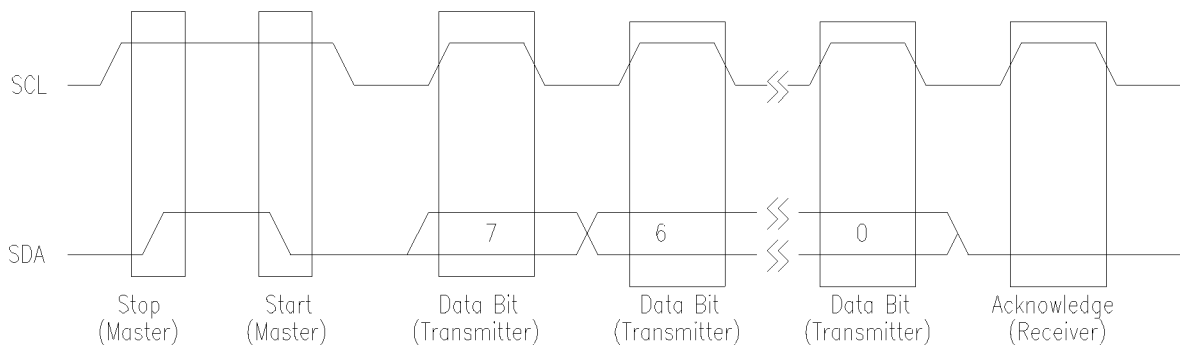 SCL
SDA
7
6
0
Stop
(Master)
Start
(Master)
Data Bit
(Transmitter)
Data Bit
(Transmitter)
Data Bit
(Transmitter)
Acknowledge
(Receiver)